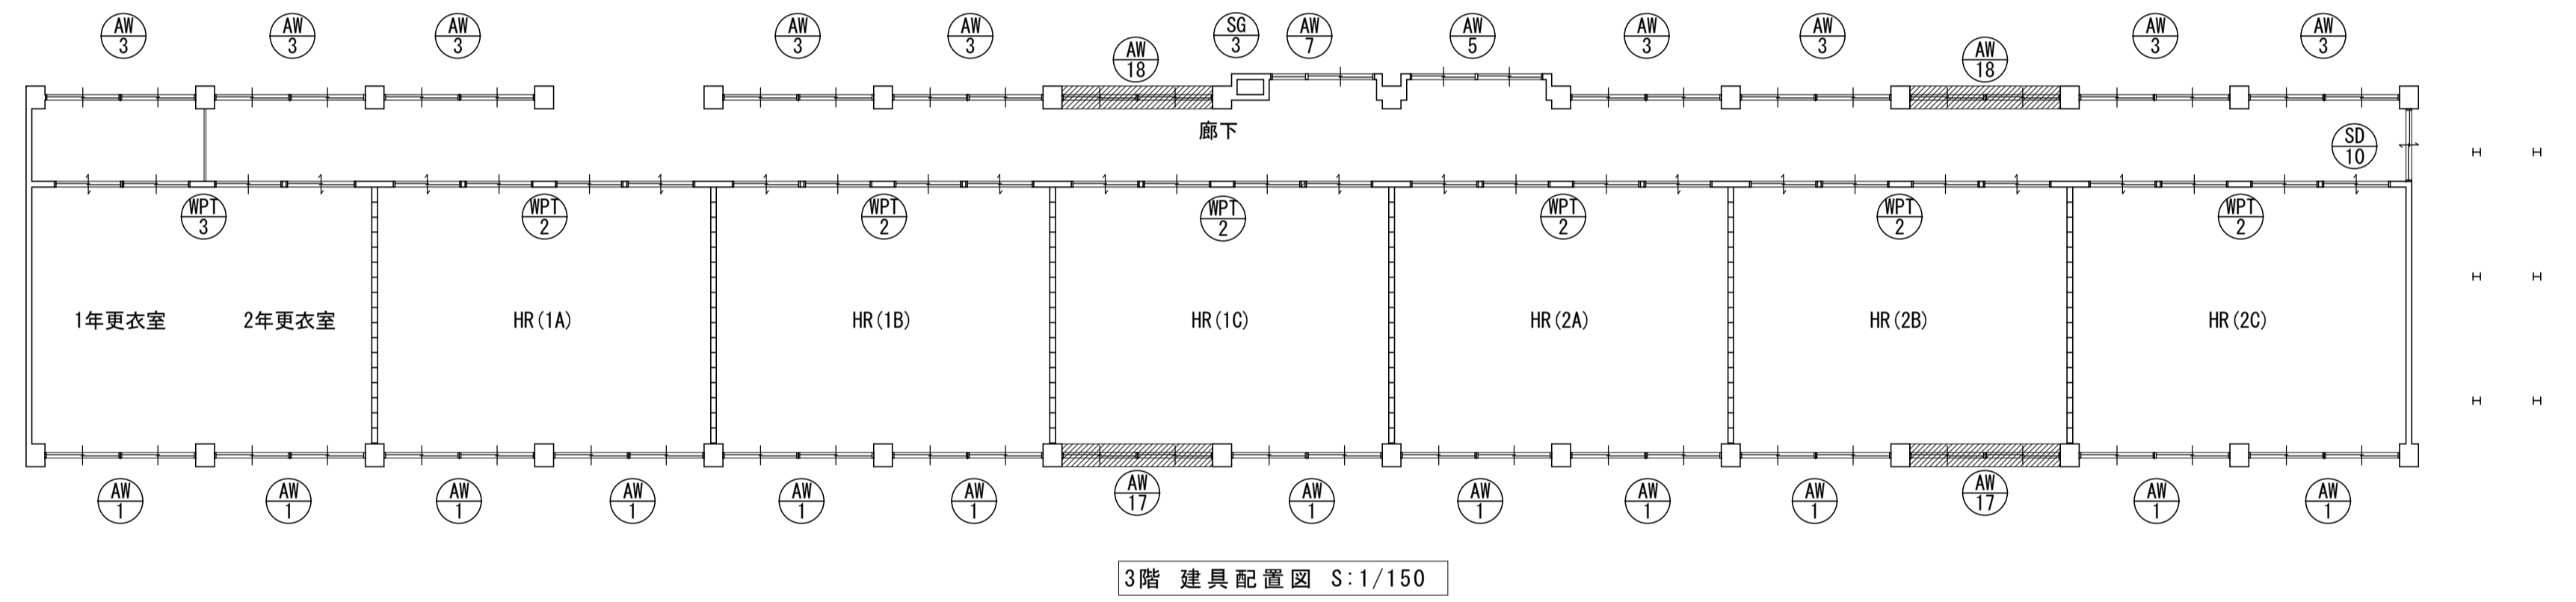 AW 3
AW 3
AW 3
AW 3
AW 3
AW 18
SG 3
AW 7
AW 5
AW 3
AW 3
AW 18
AW 3
AW 3
廊下
SD 10
WPT 3
WPT 2
WPT 2
WPT 2
WPT 2
WPT 2
WPT 2
1年更衣室
2年更衣室
HR(1A)
HR(1B)
HR(1C)
HR(2A)
HR(2B)
HR(2C)
AW 1
AW 1
AW 1
AW 1
AW 1
AW 1
AW 17
AW 1
AW 1
AW 1
AW 1
AW 17
AW 1
AW 1
3階 建具配置図 S:1/150